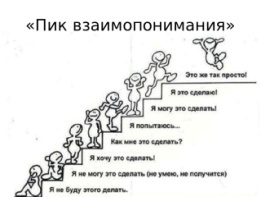 «Пик взаимопонимания»
Это же так просто!
Я это сделаю!
Я могу это сделать!
Я попытаюсь...
Как мне это сделать?
Я хочу это сделать!
Я не могу это сделать (не умею, не получится)
Я не буду этого делать.